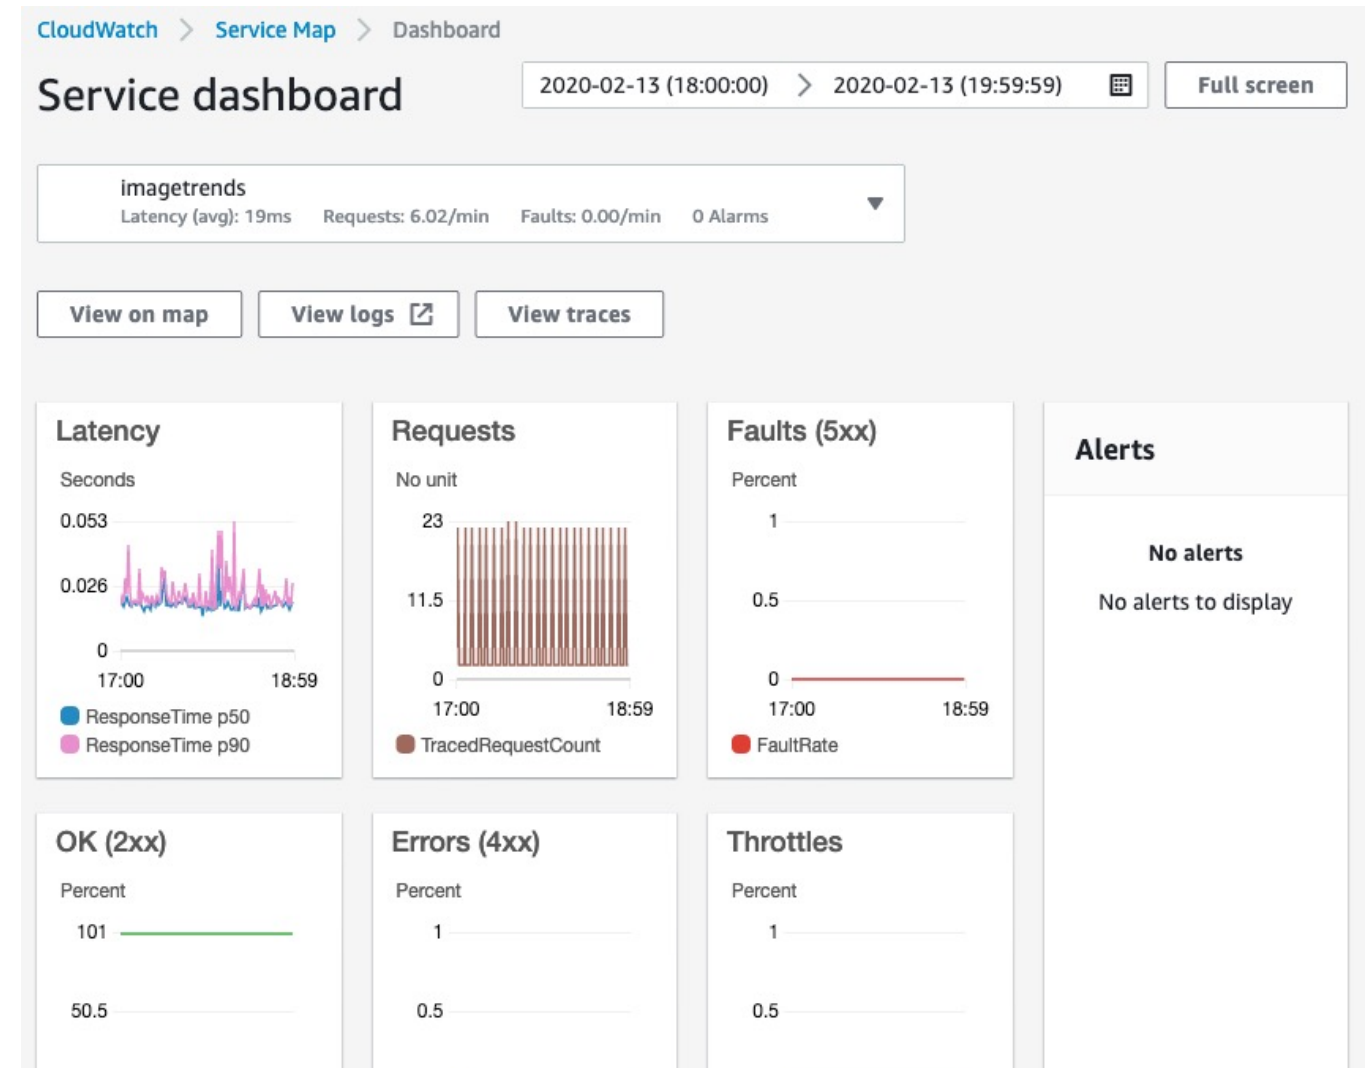 CloudWatch > Service Map > Dashboard
Service dashboard
2020-02-13 (18:00:00) > 2020-02-13 (19:59:59)
Full screen
imagetrends
Latency (avg): 19ms Requests: 6.02/min Faults: 0.00/min 0 Alarms
View on map
View logs
View traces
Latency
Seconds
0.053
0.026
0
17:00 18:59
ResponseTime p50
ResponseTime p90
Requests
No unit
23
11.5
0
17:00 18:59
TracedRequestCount
Faults (5xx)
Percent
1
0.5
0
17:00 18:59
FaultRate
Alerts
No alerts
No alerts to display
OK (2xx)
Percent
101
50.5
Errors (4xx)
Percent
1
0.5
Throttles
Percent
1
0.5